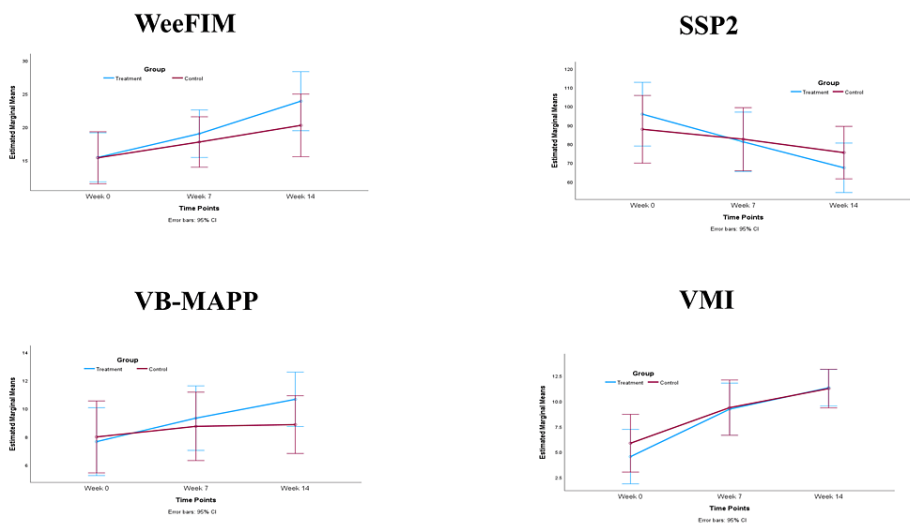 WeeFIM
Group
Treatment Control
Estimated Marginal Means
30
25
20
15
Week 0 Week 7 Week 14
Time Points
Error bars: 95% CI
SSP2
Group
Treatment Control
Estimated Marginal Means
120
110
100
90
80
70
60
Week 0 Week 7 Week 14
Time Points
Error bars: 95% CI
VB-MAPP
Group
Treatment Control
Estimated Marginal Means
14
12
10
8
6
Week 0 Week 7 Week 14
Time Points
Error bars: 95% CI
VMI
Group
Treatment Control
Estimated Marginal Means
12.5
10.0
7.5
5.0
2.5
Week 0 Week 7 Week 14
Time Points
Error bars: 95% CI